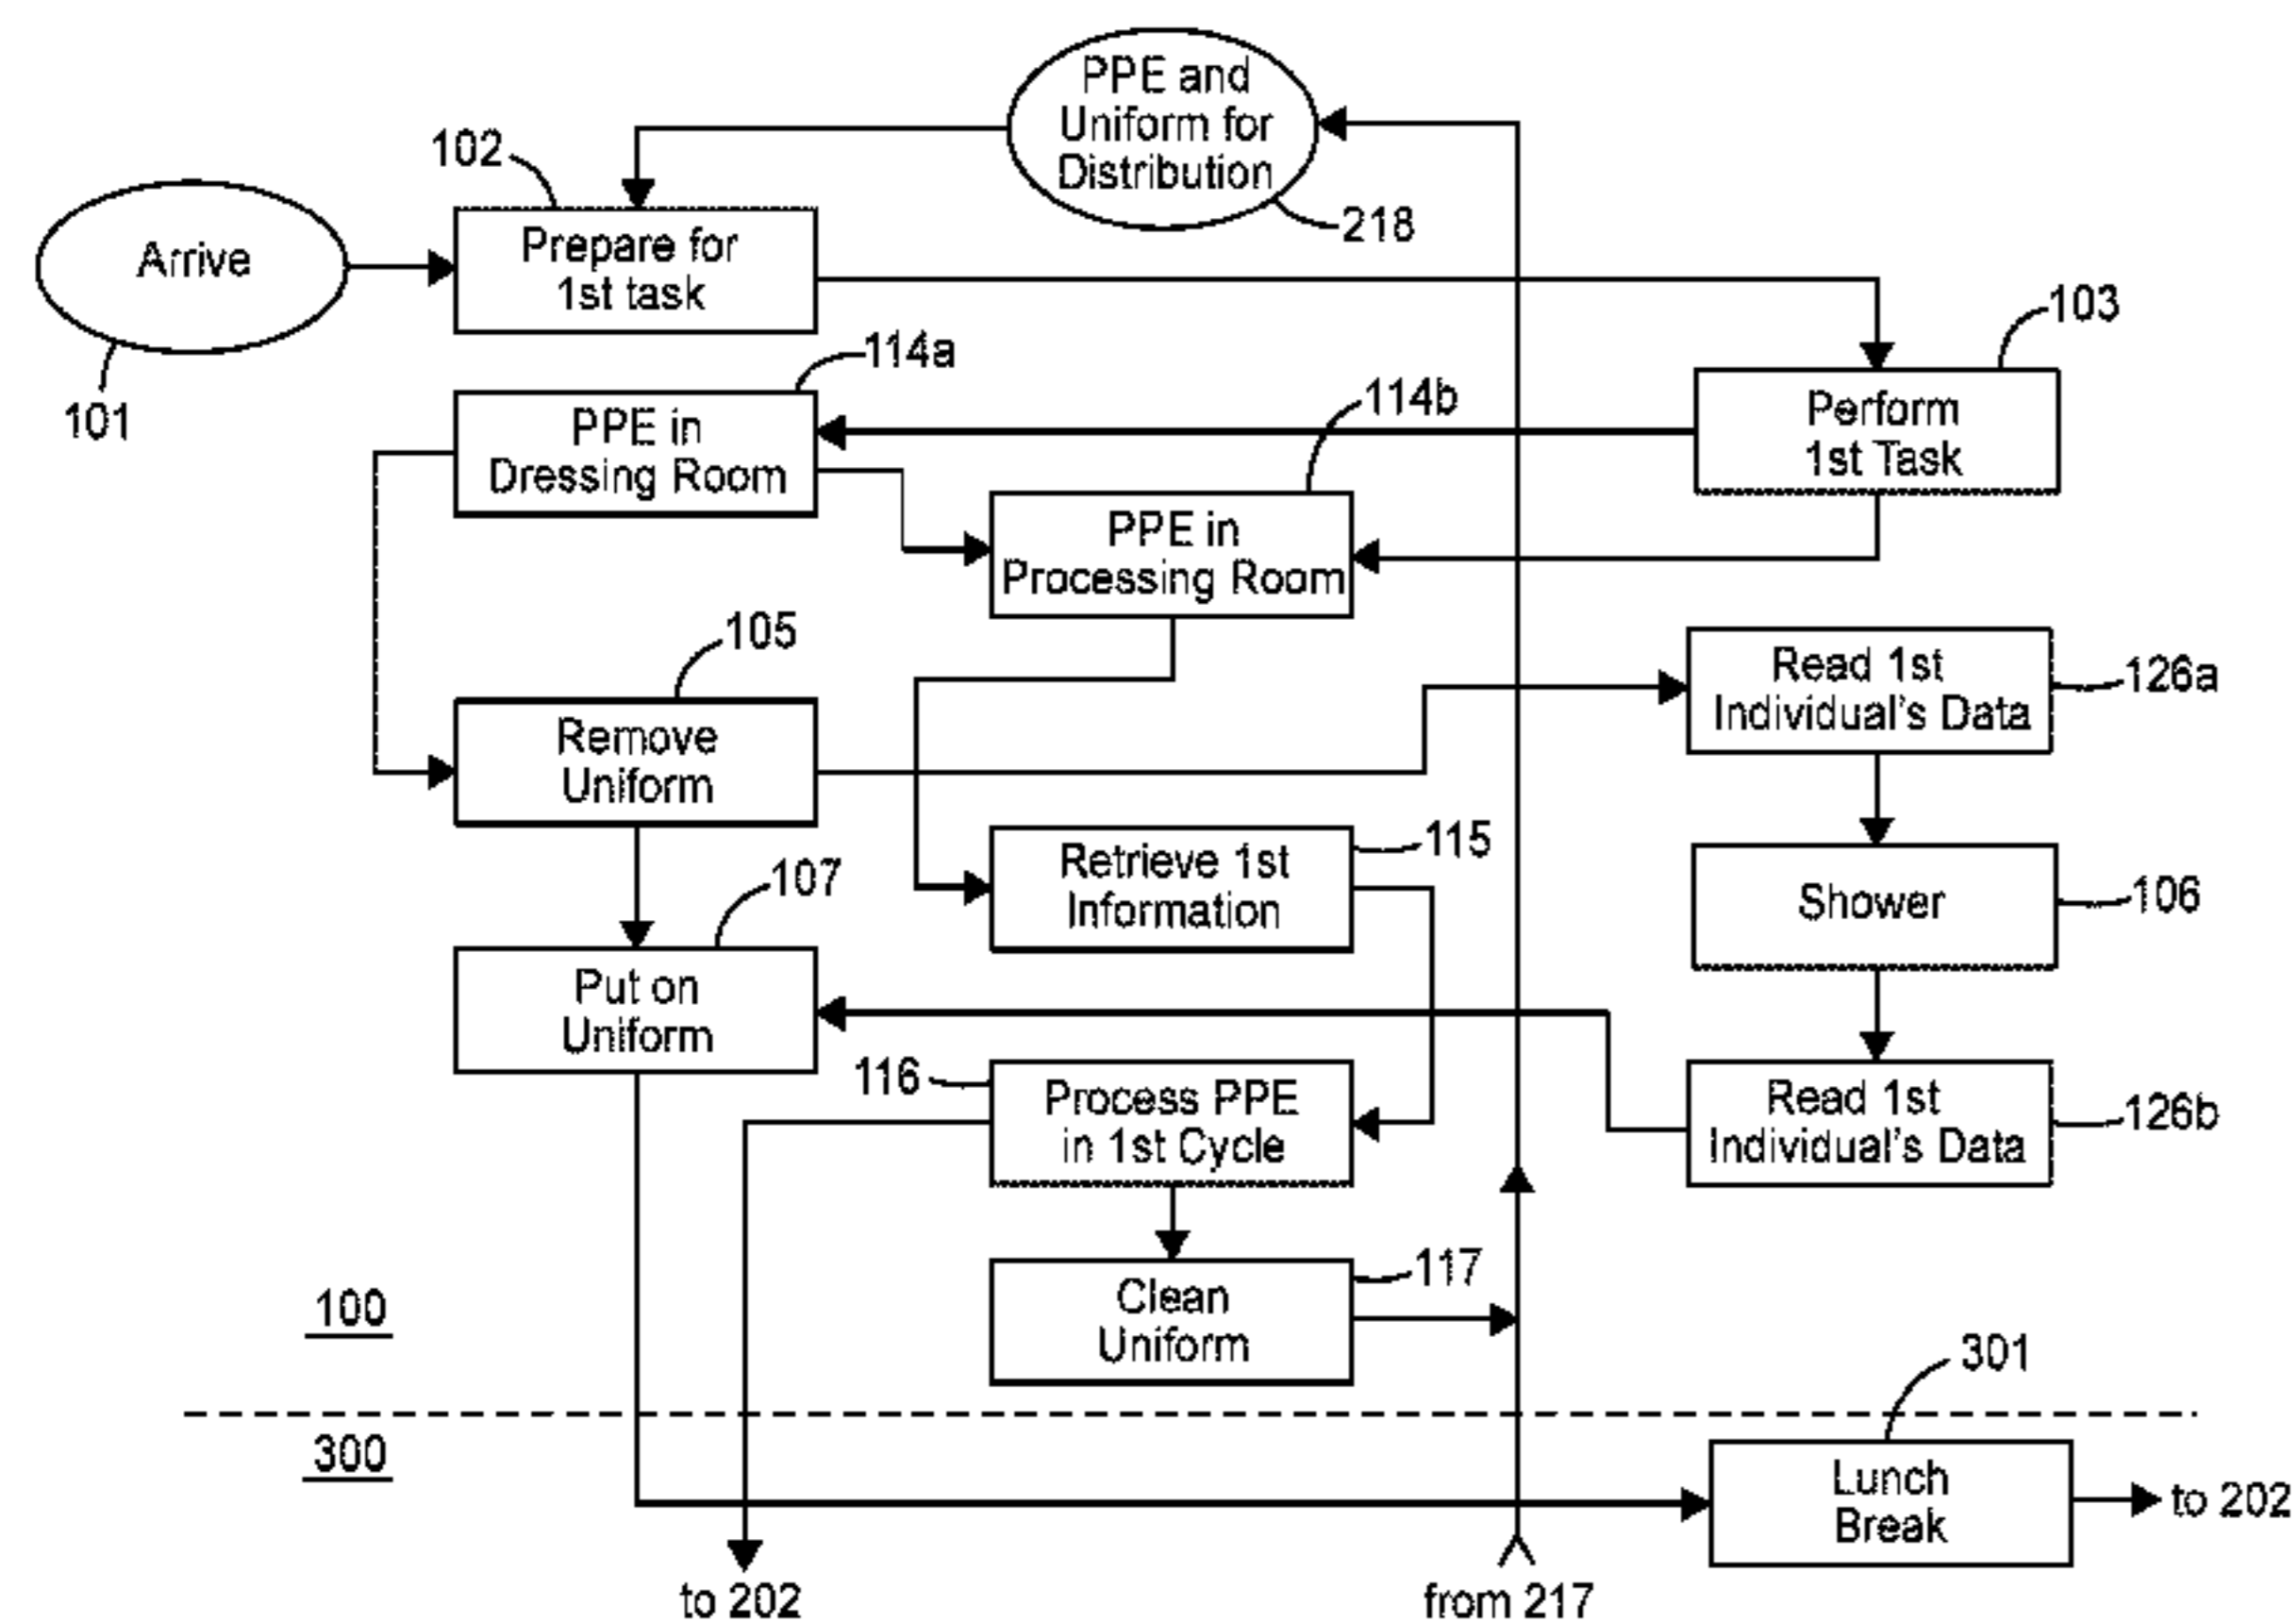 PPE and
Uniform for
Distribution
218
102
Arrive
101
Prepare for
1st task
103
114a
PPE in
Dressing Room
114b
Perform
1st Task
PPE in
Processing Room
105
Read 1st
Individual's Data
126a
Remove
Uniform
115
Retrieve 1st
Information
107
Shower
106
Put on
Uniform
116
Process PPE
in 1st Cycle
Read 1st
Individual's Data
126b
117
Clean
Uniform
100
301
300
Lunch
Break
to 202
to 202
from 217